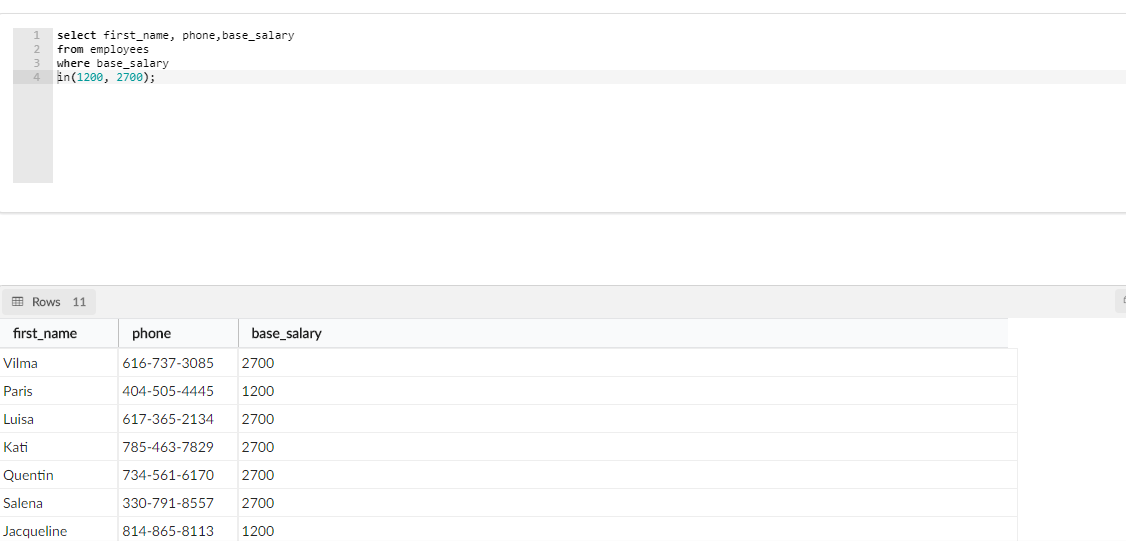 1 select first_name, phone,base_salary
2 from employees
3 where base_salary
4 in(1200, 2700);
Rows 11
first_name phone base_salary
Vilma 616-737-3085 2700
Paris 404-505-4445 1200
Luisa 617-365-2134 2700
Kati 785-463-7829 2700
Quentin 734-561-6170 2700
Salena 330-791-8557 2700
Jacqueline 814-865-8113 1200